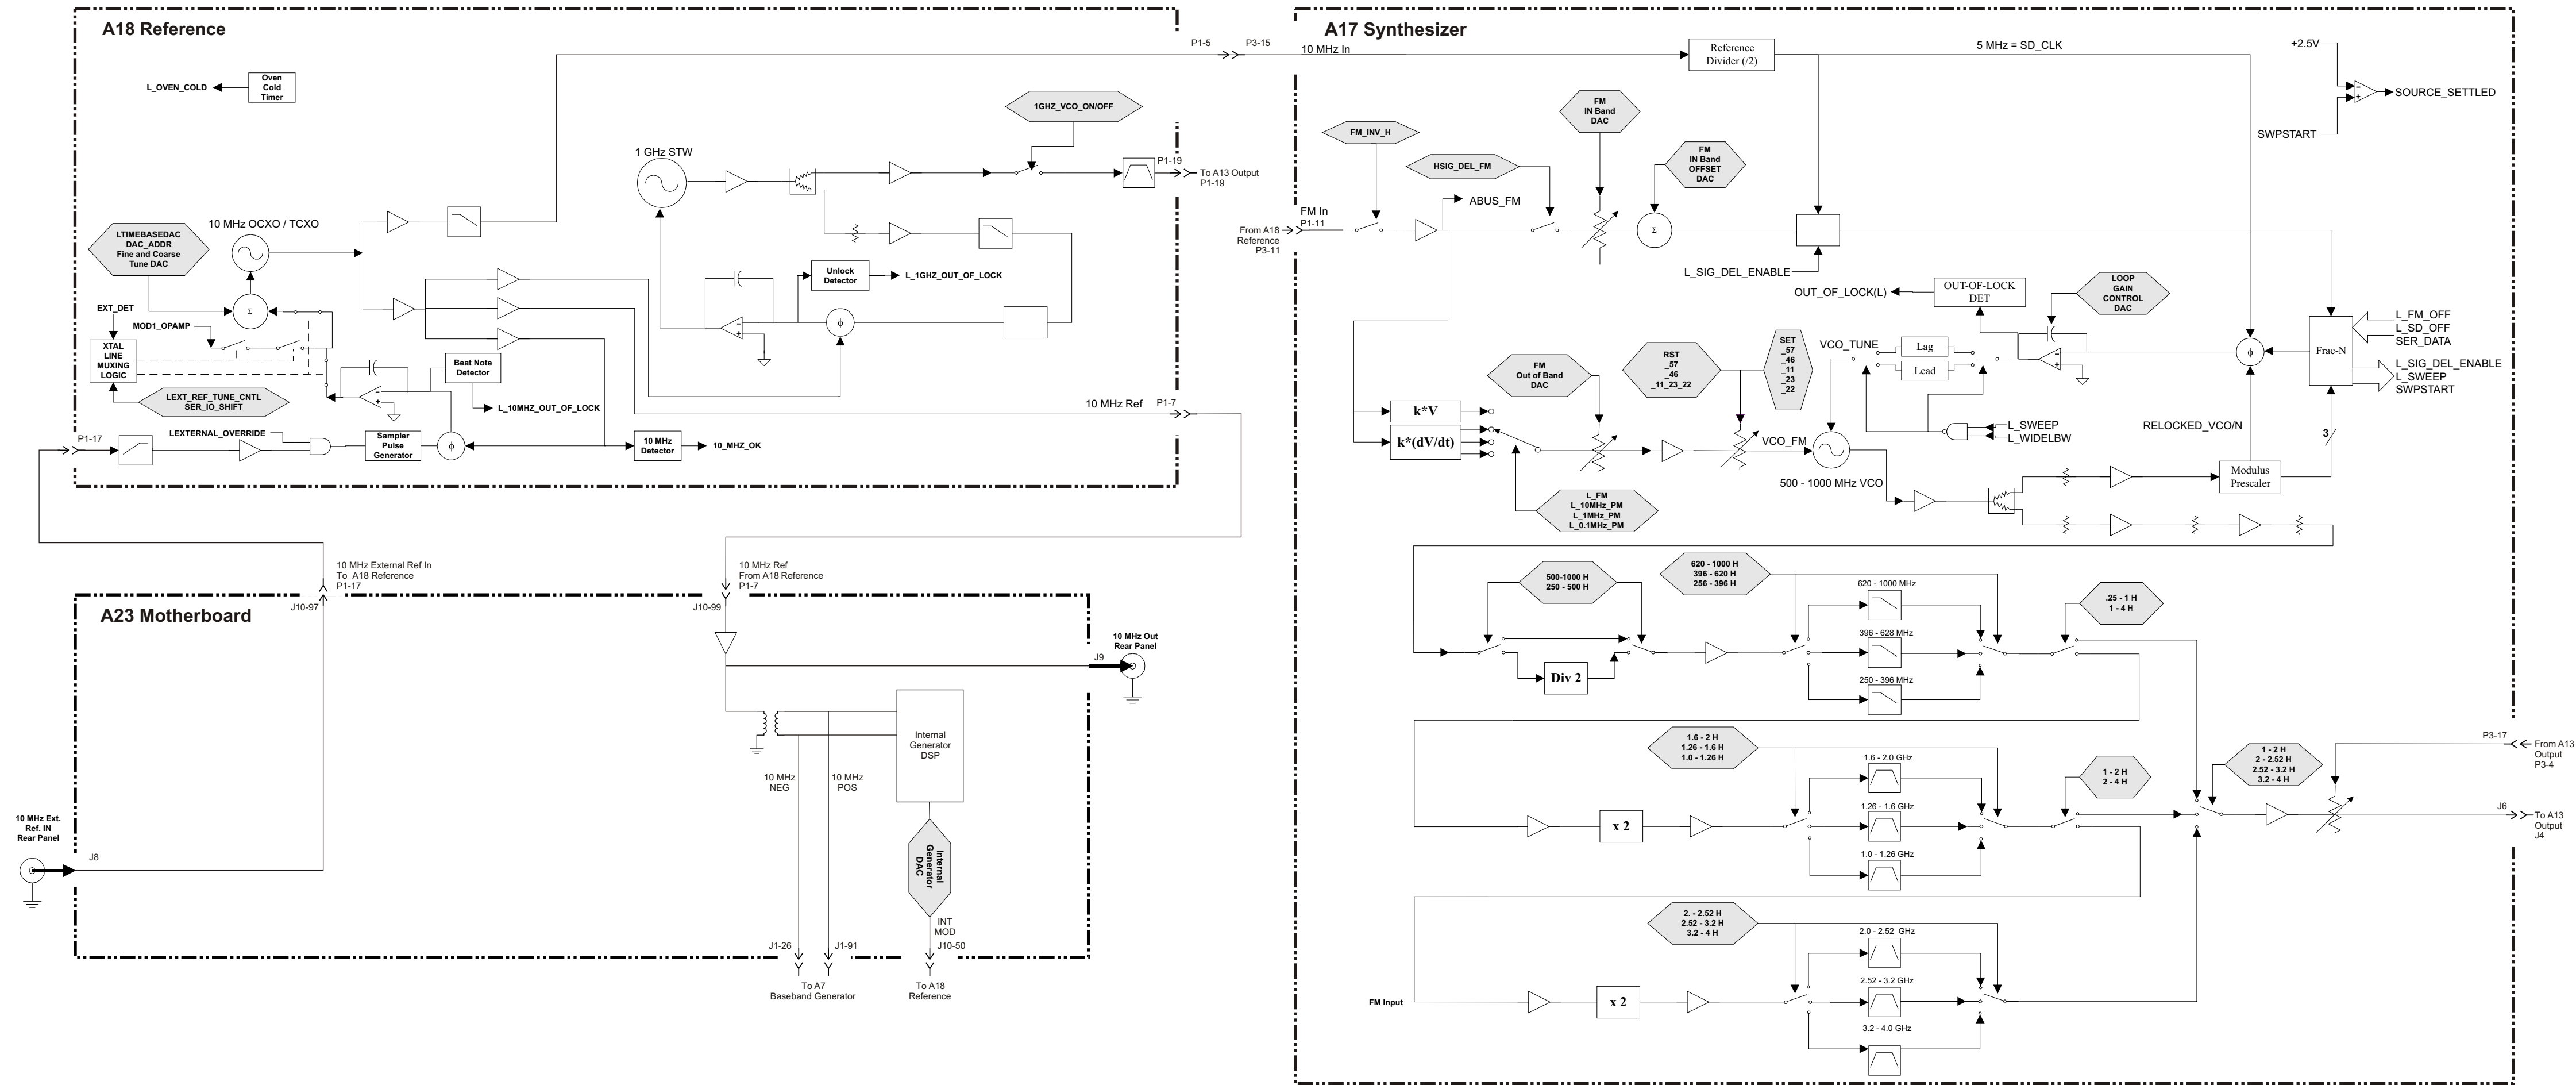 A18 Reference
P1-5
P3-15
L_OVEN_COLD
Oven
Cold
Timer
1GHZ_VCO_ON/OFF
1 GHz STW
P1-19
To A13 Output
P1-19
LTIMEBASEDAC
DAC_ADDR
Fine and Coarse
Tune DAC
10 MHz OCXO / TCXO
Σ
EXT_DET
MOD1_OPAMP
XTAL
LINE
MUXING
LOGIC
LEXT_REF_TUNE_CNTL
SER_IO_SHIFT
Unlock
Detector
L_1GHZ_OUT_OF_LOCK
−
+
ϕ
Beat Note
Detector
−
+
L_10MHZ_OUT_OF_LOCK
10 MHz Ref
P1-7
P1-17
LEXTERNAL_OVERRIDE
Sampler
Pulse
Generator
ϕ
10 MHz
Detector
10_MHZ_OK
10 MHz External Ref In
To A18 Reference
P1-17
10 MHz Ref
From A18 Reference
P1-7
J10-97
J10-99
A23 Motherboard
10 MHz Out
Rear Panel
J9
Internal
Generator
DSP
10 MHz
NEG
10 MHz
POS
Internal
Generator
DAC
10 MHz Ext.
Ref. IN
Rear Panel
J8
INT
MOD
J1-26
J1-91
J10-50
To A7
Baseband Generator
To A18
Reference
A17 Synthesizer
10 MHz In
Reference
Divider (/2)
5 MHz = SD_CLK
+2.5V
−
+
SOURCE_SETTLED
SWPSTART
FM
IN Band
DAC
FM_INV_H
HSIG_DEL_FM
FM
IN Band
OFFSET
DAC
ABUS_FM
FM In
P1-11
From A18
Reference
P3-11
Σ
L_SIG_DEL_ENABLE
OUT_OF_LOCK(L)
OUT-OF-LOCK
DET
LOOP
GAIN
CONTROL
DAC
L_FM_OFF
L_SD_OFF
SER_DATA
Frac-N
L_SIG_DEL_ENABLE
L_SWEEP
SWPSTART
ϕ
−
+
VCO_TUNE
Lag
Lead
FM
Out of Band
DAC
RST
_57
_46
_11_23_22
SET
_57
_46
_11
_23
_22
k*V
k*(dV/dt)
L_SWEEP
L_WIDELBW
RELOCKED_VCO/N
3
VCO_FM
500 - 1000 MHz VCO
Modulus
Prescaler
L_FM
L_10MHz_PM
L_1MHz_PM
L_0.1MHz_PM
500-1000 H
250 - 500 H
620 - 1000 H
396 - 620 H
256 - 396 H
620 - 1000 MHz
.25 - 1 H
1 - 4 H
396 - 628 MHz
Div 2
250 - 396 MHz
1.6 - 2 H
1.26 - 1.6 H
1.0 - 1.26 H
1.6 - 2.0 GHz
1 - 2 H
2 - 4 H
1 - 2 H
2 - 2.52 H
2.52 - 3.2 H
3.2 - 4 H
P3-17
From A13
Output
P3-4
x 2
1.26 - 1.6 GHz
1.0 - 1.26 GHz
J6
To A13
Output
J4
2. - 2.52 H
2.52 - 3.2 H
3.2 - 4 H
2.0 - 2.52 GHz
FM Input
x 2
2.52 - 3.2 GHz
3.2 - 4.0 GHz